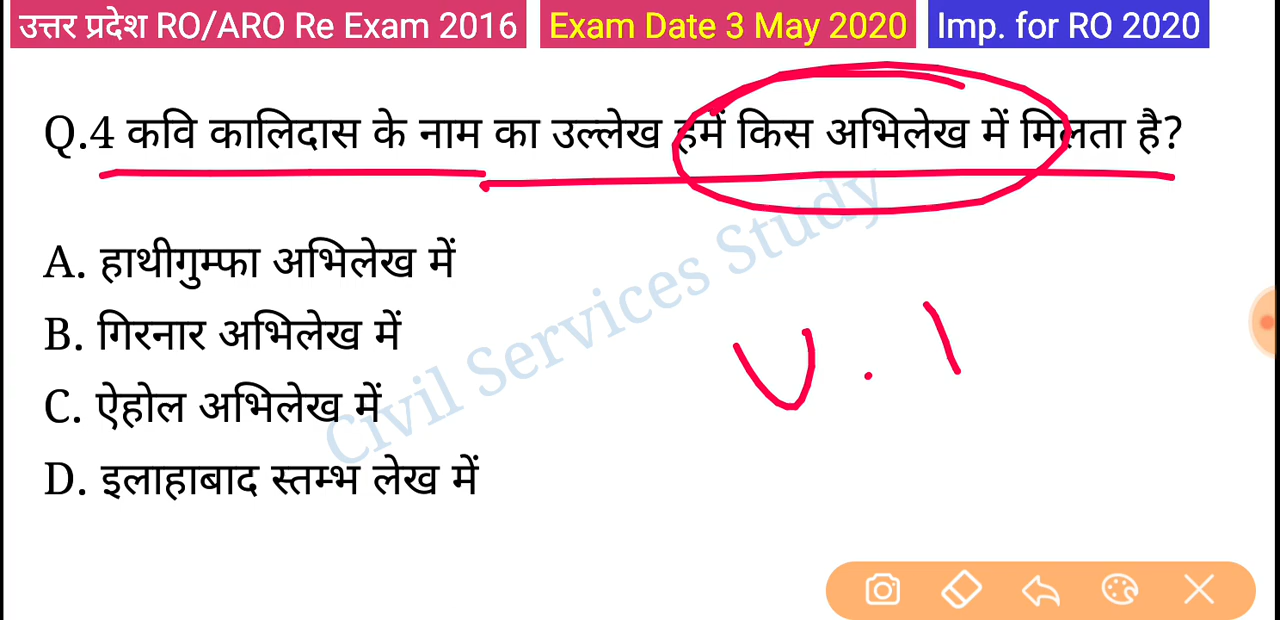 उत्तर प्रदेश RO/ARO Re Exam 2016 Exam Date 3 May 2020 Imp. for RO 2020
Q.4 कवि कालिदास के नाम का उल्लेख हमें किस अभिलेख में मिलता है?
A. हाथीगुम्फा अभिलेख में
B. गिरनार अभिलेख में
C. ऐहोल अभिलेख में
D. इलाहाबाद स्तम्भ लेख में
Civil Services Study
V. I